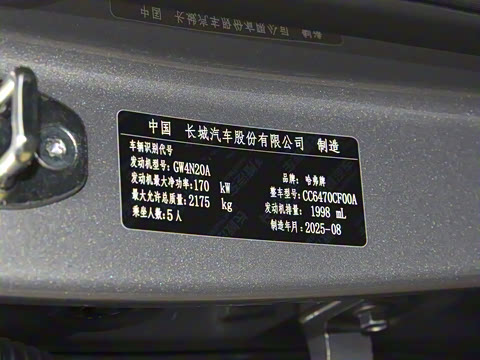 中国 长城汽车股份有限公司 制造
车辆识别代号
发动机型号: GW4N20A 品牌: 哈弗牌
发动机最大净功率: 170 kW 整车型号: CC6470CF00A
最大允许总质量: 2175 kg 发动机排量: 1998 mL
乘坐人数: 5人 制造年月: 2025-08